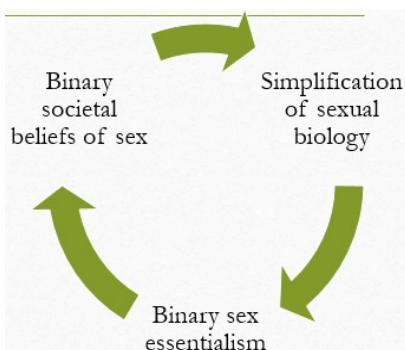 Binary
societal
beliefs of sex
Simplification
of sexual
biology
Binary sex
essentialism